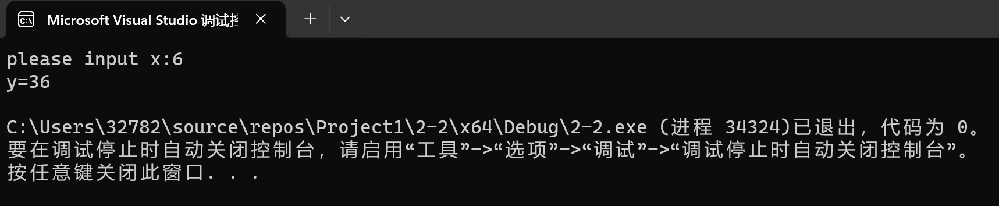 Microsoft Visual Studio 调试控
please input x:6
y=36
C:\Users\32782\source\repos\Project1\2-2\x64\Debug\2-2.exe (进程 34324)已退出，代码为 0。
要在调试停止时自动关闭控制台，请启用“工具”->“选项”->“调试”->“调试停止时自动关闭控制台”。
按任意键关闭此窗口. . .